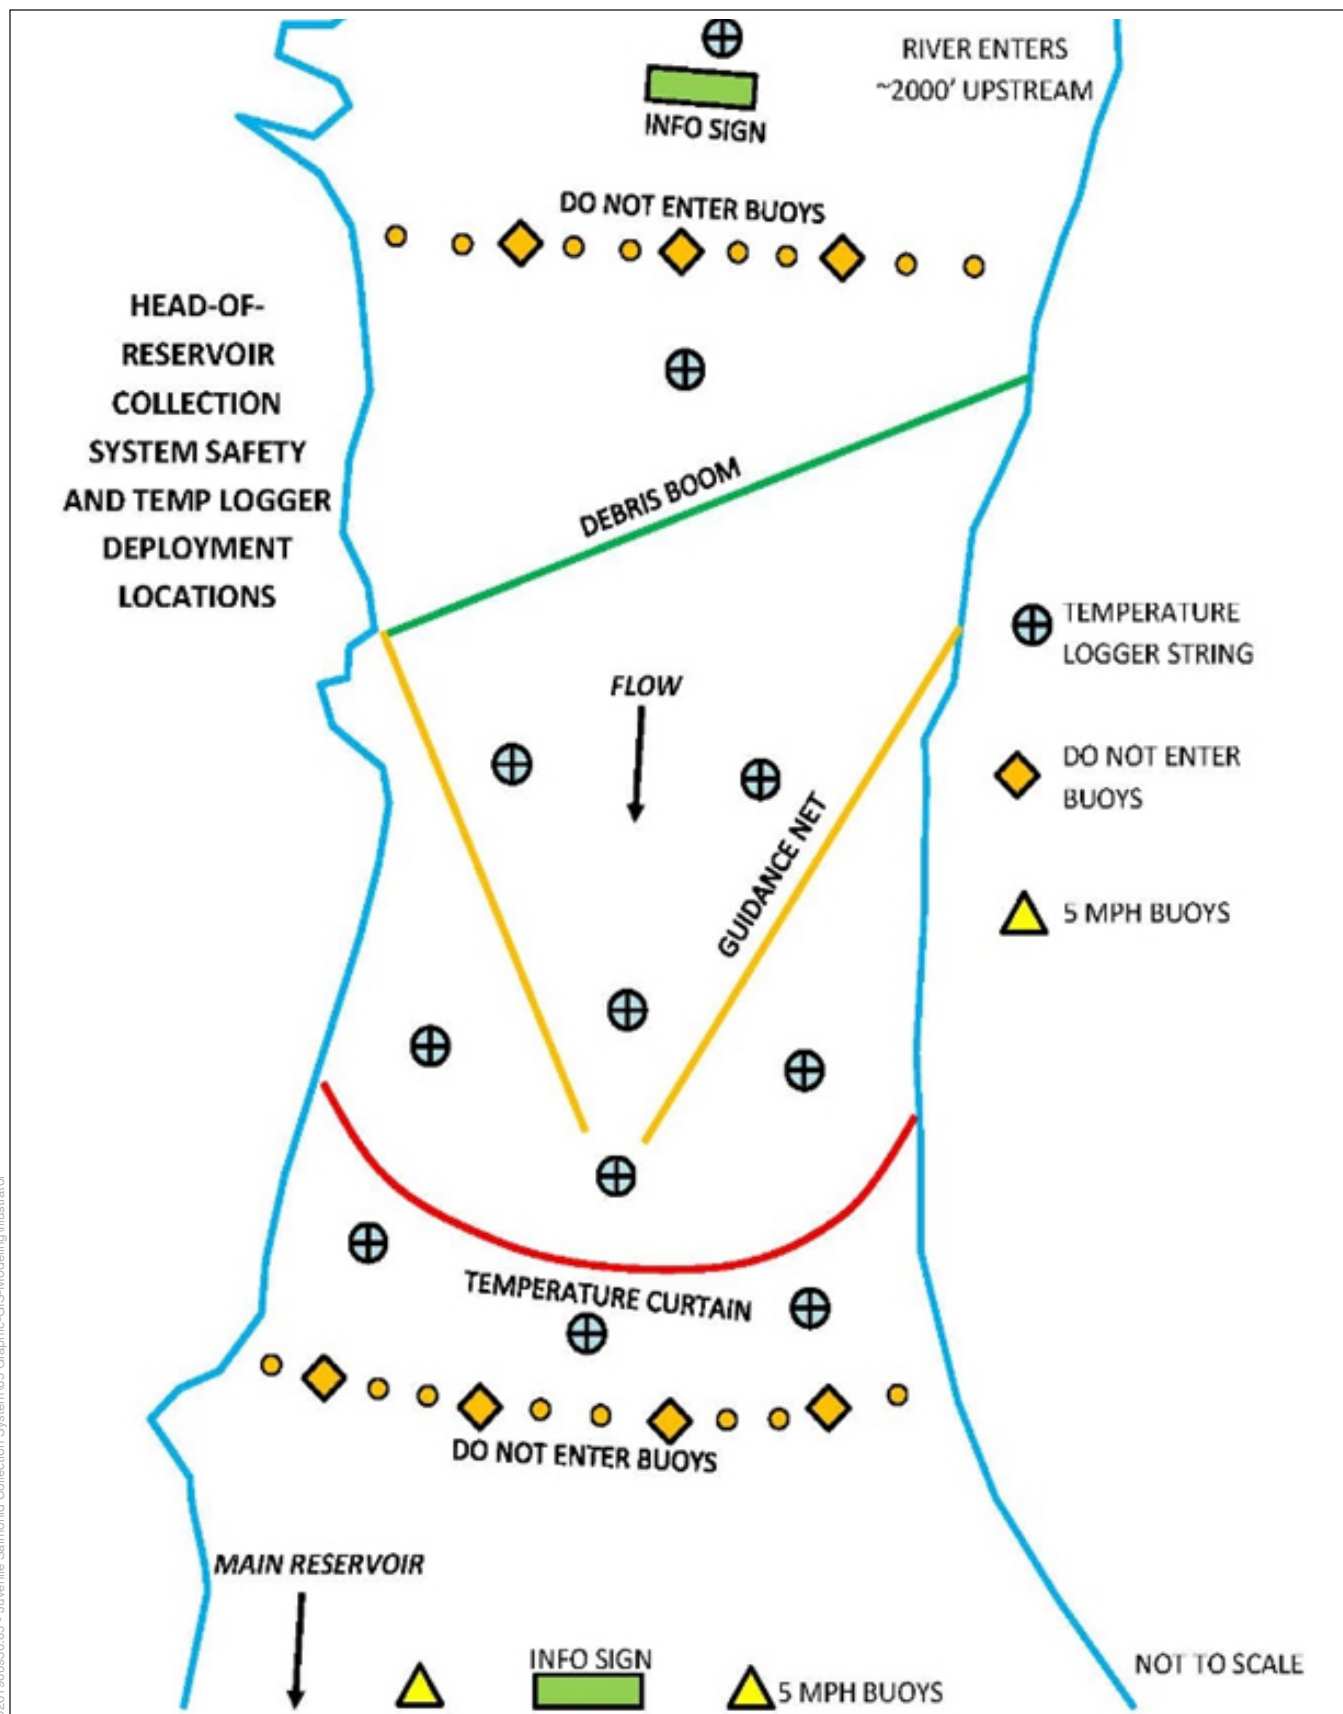 RIVER ENTERS
~2000' UPSTREAM
INFO SIGN
DO NOT ENTER BUOYS
HEAD-OF-
RESERVOIR
COLLECTION
SYSTEM SAFETY
AND TEMP LOGGER
DEPLOYMENT
LOCATIONS
DEBRIS BOOM
TEMPERATURE
LOGGER STRING
FLOW
DO NOT ENTER
BUOYS
GUIDANCE NET
5 MPH BUOYS
TEMPERATURE CURTAIN
DO NOT ENTER BUOYS
MAIN RESERVOIR
INFO SIGN
5 MPH BUOYS
NOT TO SCALE